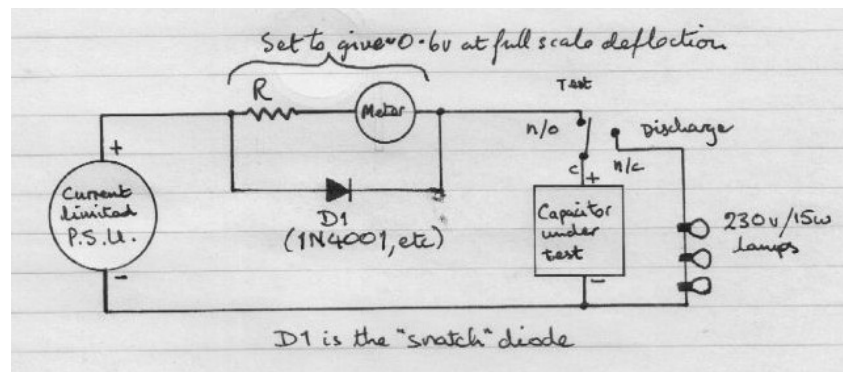 Set to give ~0.6v at full scale deflection
R
Meter
Test
n/o
Discharge
c
n/c
+
+
Current
limited
P.S.U.
D1
(1N4001, etc)
Capacitor
under
test
230v/15w
lamps
-
-
D1 is the "snatch" diode